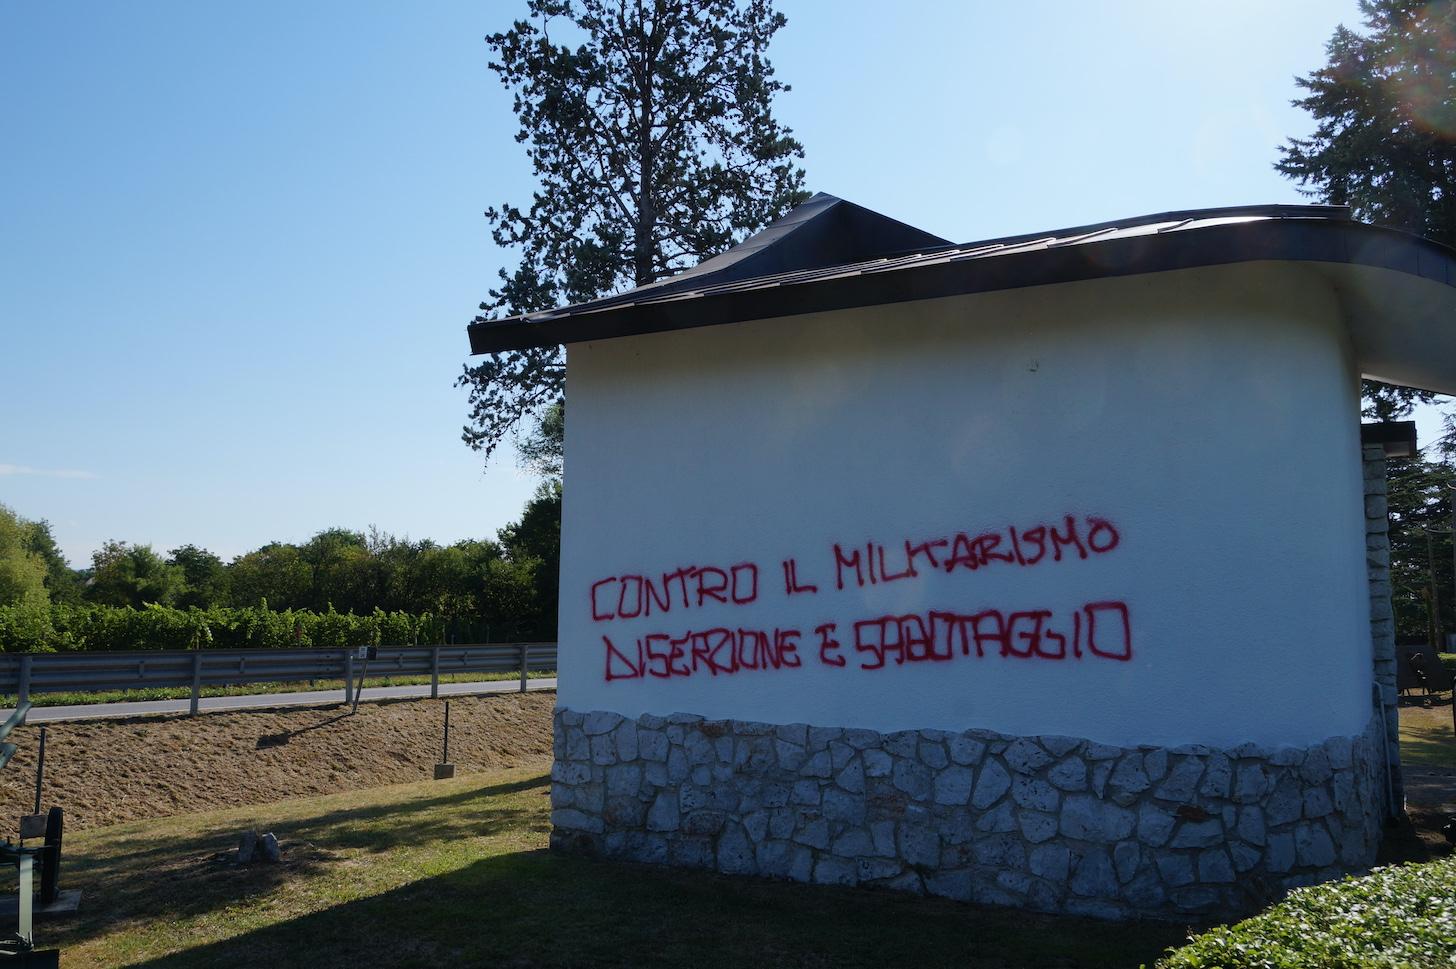 CONTRO IL MILITARISMO
DISERZIONE E SABOTAGGIO